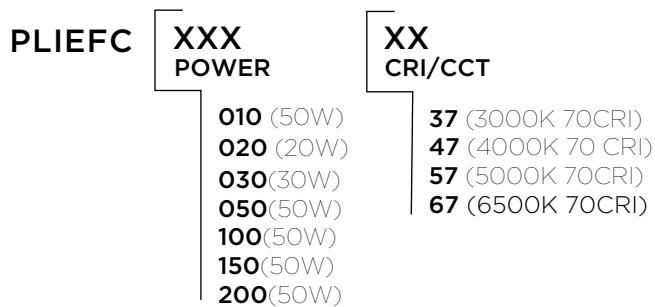 PLIEFC XXX XX
POWER CRI/CCT
010 (50W)
020 (20W)
030(30W)
050(50W)
100(50W)
150(50W)
200(50W)
37 (3000K 70CRI)
47 (4000K 70 CRI)
57 (5000K 70CRI)
67 (6500K 70CRI)